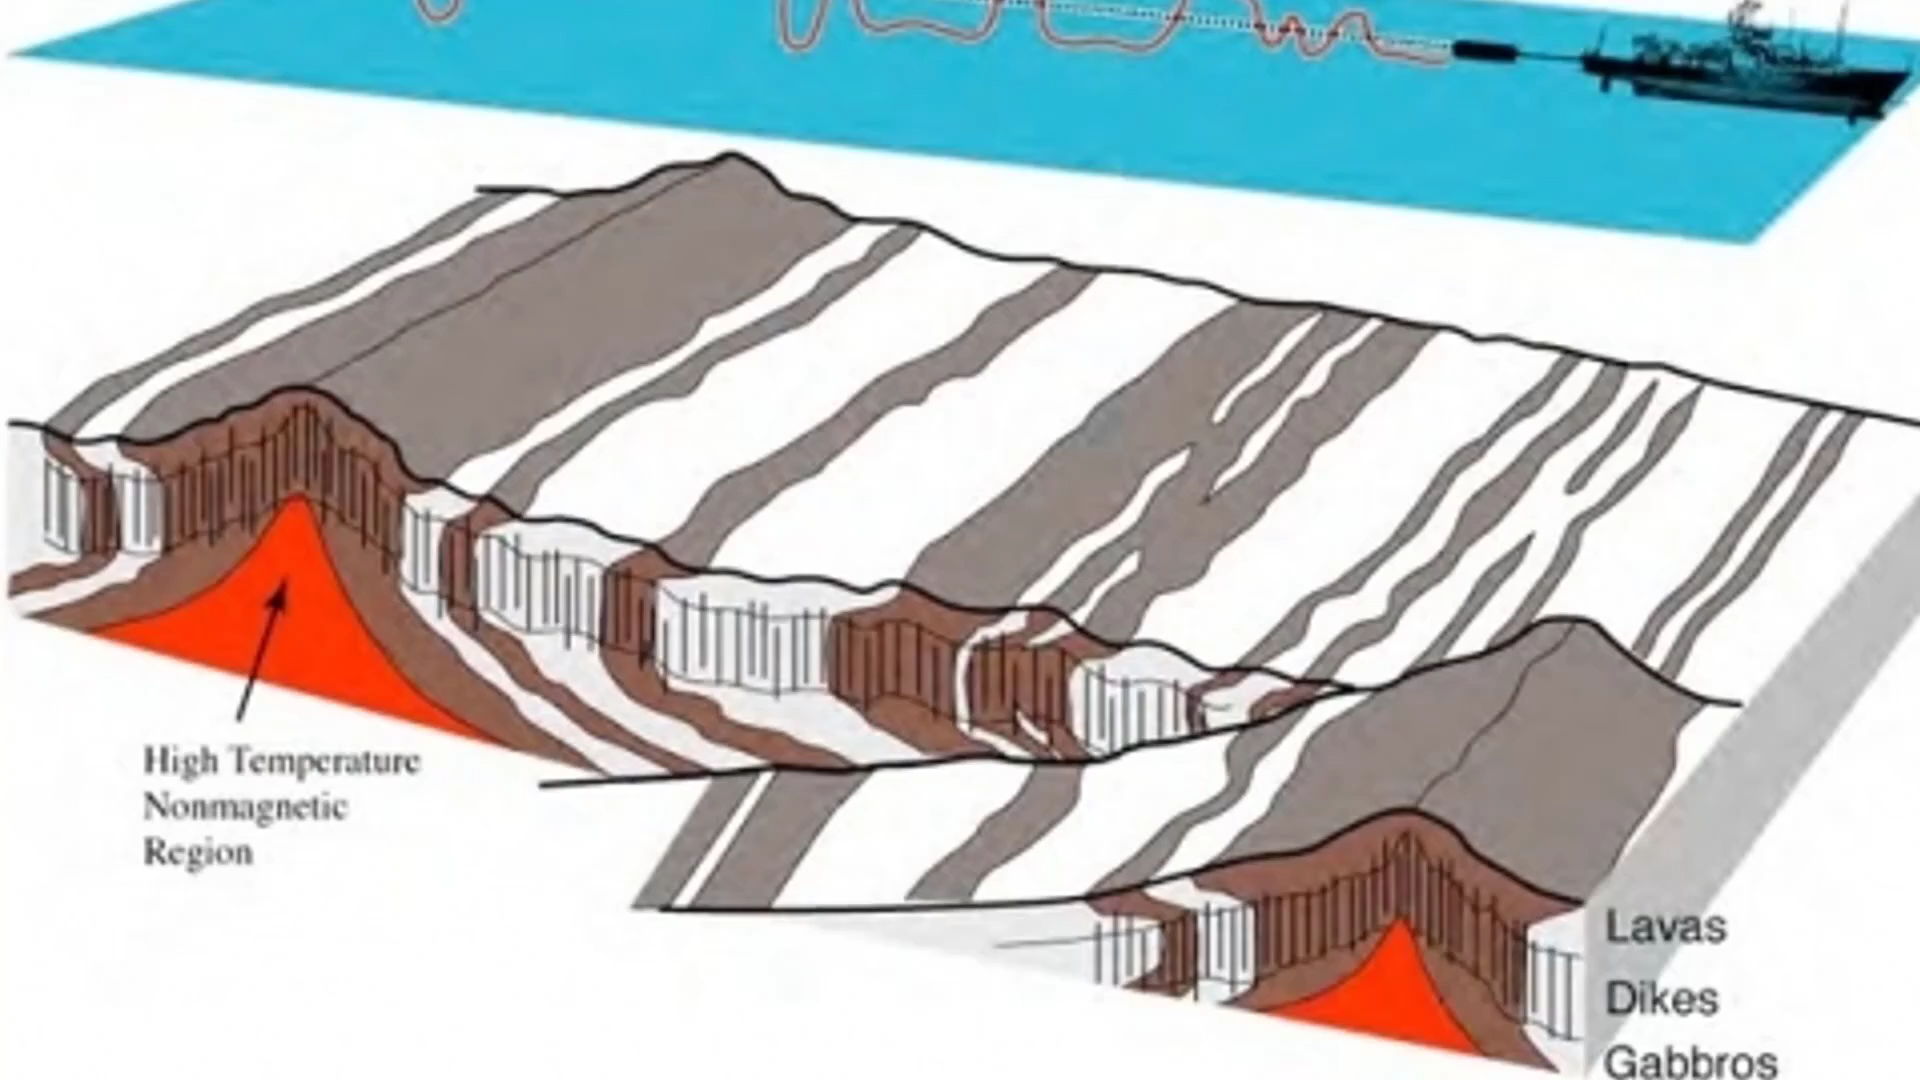 High Temperature
Nonmagnetic
Region
Lavas
Dikes
Gabbros